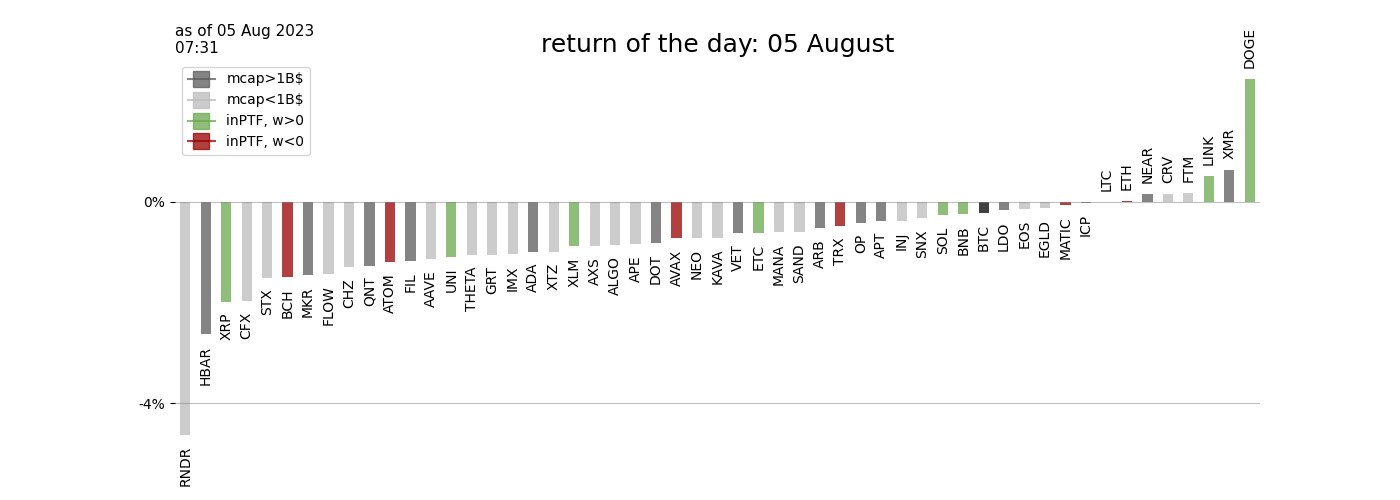 as of 05 Aug 2023
07:31
return of the day: 05 August
mcap>1B$
mcap<1B$
inPTF, w>0
inPTF, w<0
0%
-4%
RNDR
HBAR
XRP
CFX
STX
BCH
MKR
FLOW
CHZ
QNT
ATOM
FIL
AAVE
UNI
THETA
GRT
IMX
ADA
XTZ
XLM
AXS
ALGO
APE
DOT
AVAX
NEO
KAVA
VET
ETC
MANA
SAND
ARB
TRX
OP
APT
INJ
SNX
SOL
BNB
BTC
LDO
EOS
EGLD
MATIC
ICP
LTC
ETH
NEAR
CRV
FTM
LINK
XMR
DOGE